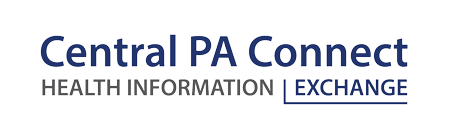 Central PA Connect
HEALTH INFORMATION EXCHANGE